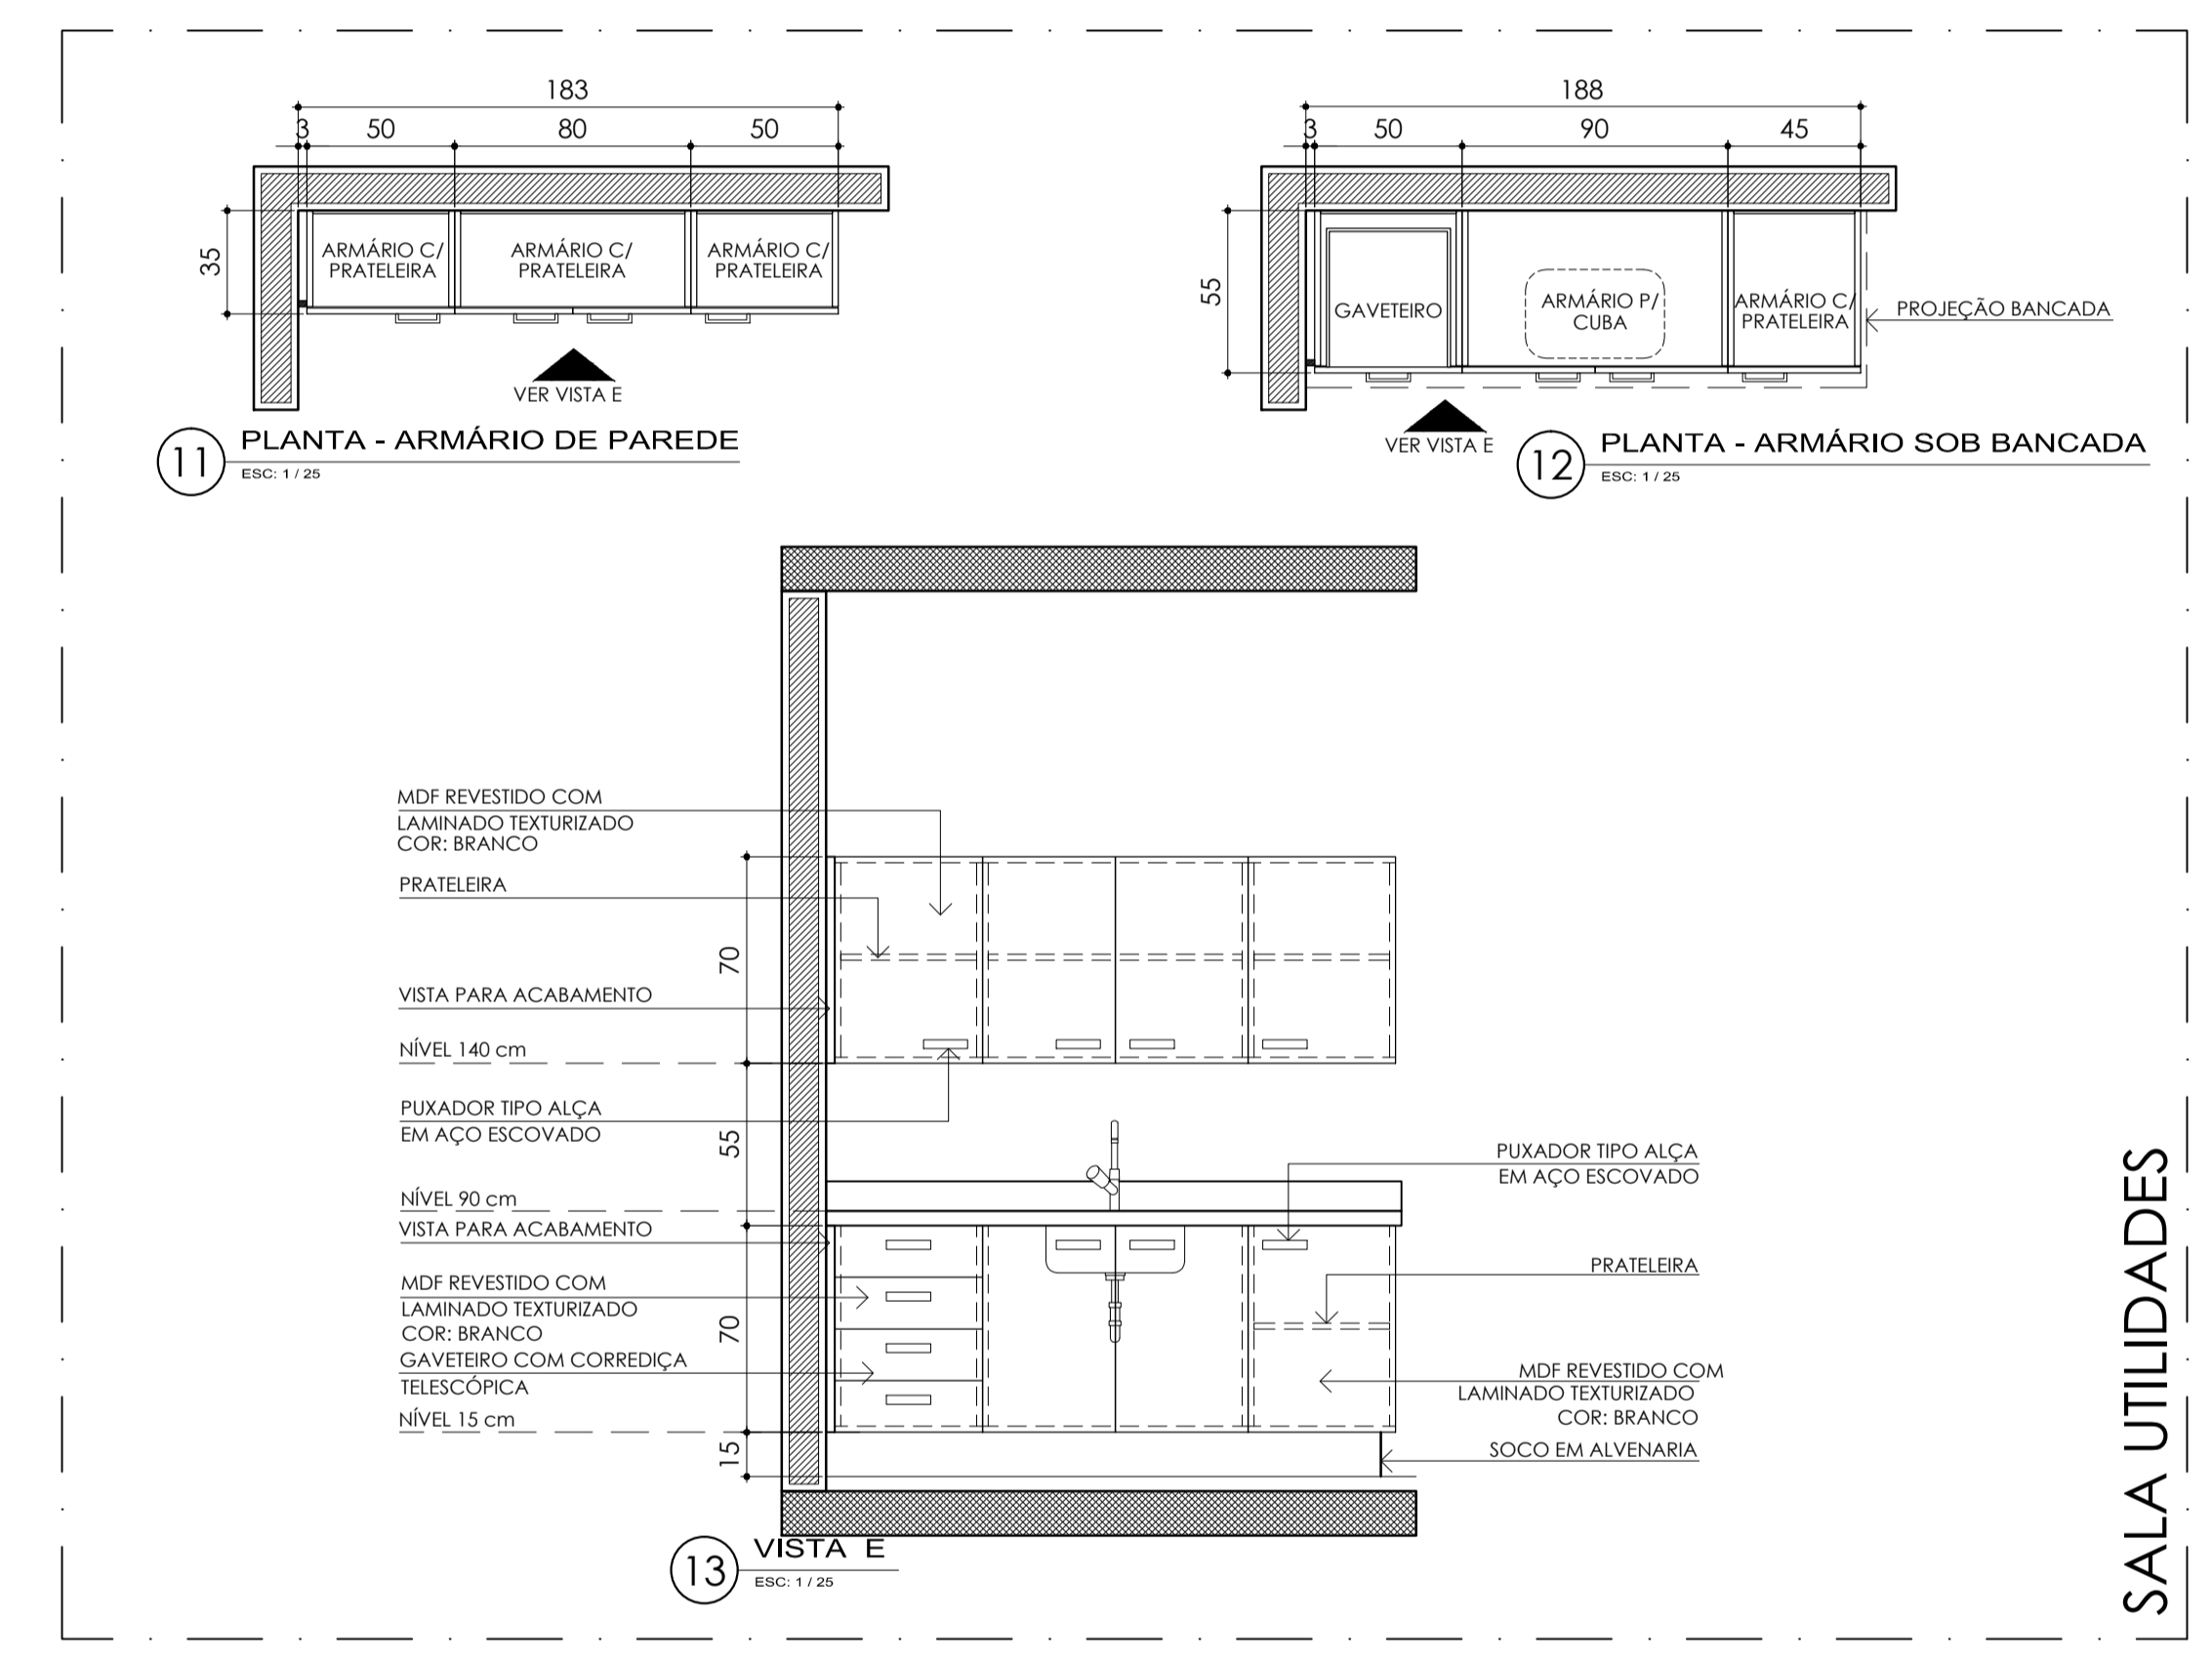 183
3 50 80 50
35
ARMÁRIO C/
PRATELEIRA
ARMÁRIO C/
PRATELEIRA
ARMÁRIO C/
PRATELEIRA
VER VISTA E
11
PLANTA - ARMÁRIO DE PAREDE
ESC: 1 / 25
188
3 50 90 45
55
GAVETEIRO
ARMÁRIO P/
CUBA
ARMÁRIO C/
PRATELEIRA
PROJEÇÃO BANCADA
VER VISTA E
12
PLANTA - ARMÁRIO SOB BANCADA
ESC: 1 / 25
MDF REVESTIDO COM
LAMINADO TEXTURIZADO
COR: BRANCO
PRATELEIRA
70
VISTA PARA ACABAMENTO
NÍVEL 140 cm
PUXADOR TIPO ALÇA
EM AÇO ESCOVADO
55
NÍVEL 90 cm
VISTA PARA ACABAMENTO
MDF REVESTIDO COM
LAMINADO TEXTURIZADO
COR: BRANCO
70
GAVETEIRO COM CORREDIÇA
TELESCÓPICA
NÍVEL 15 cm
15
PUXADOR TIPO ALÇA
EM AÇO ESCOVADO
PRATELEIRA
MDF REVESTIDO COM
LAMINADO TEXTURIZADO
COR: BRANCO
SOCO EM ALVENARIA
13
VISTA E
ESC: 1 / 25
SALA UTILIDADES